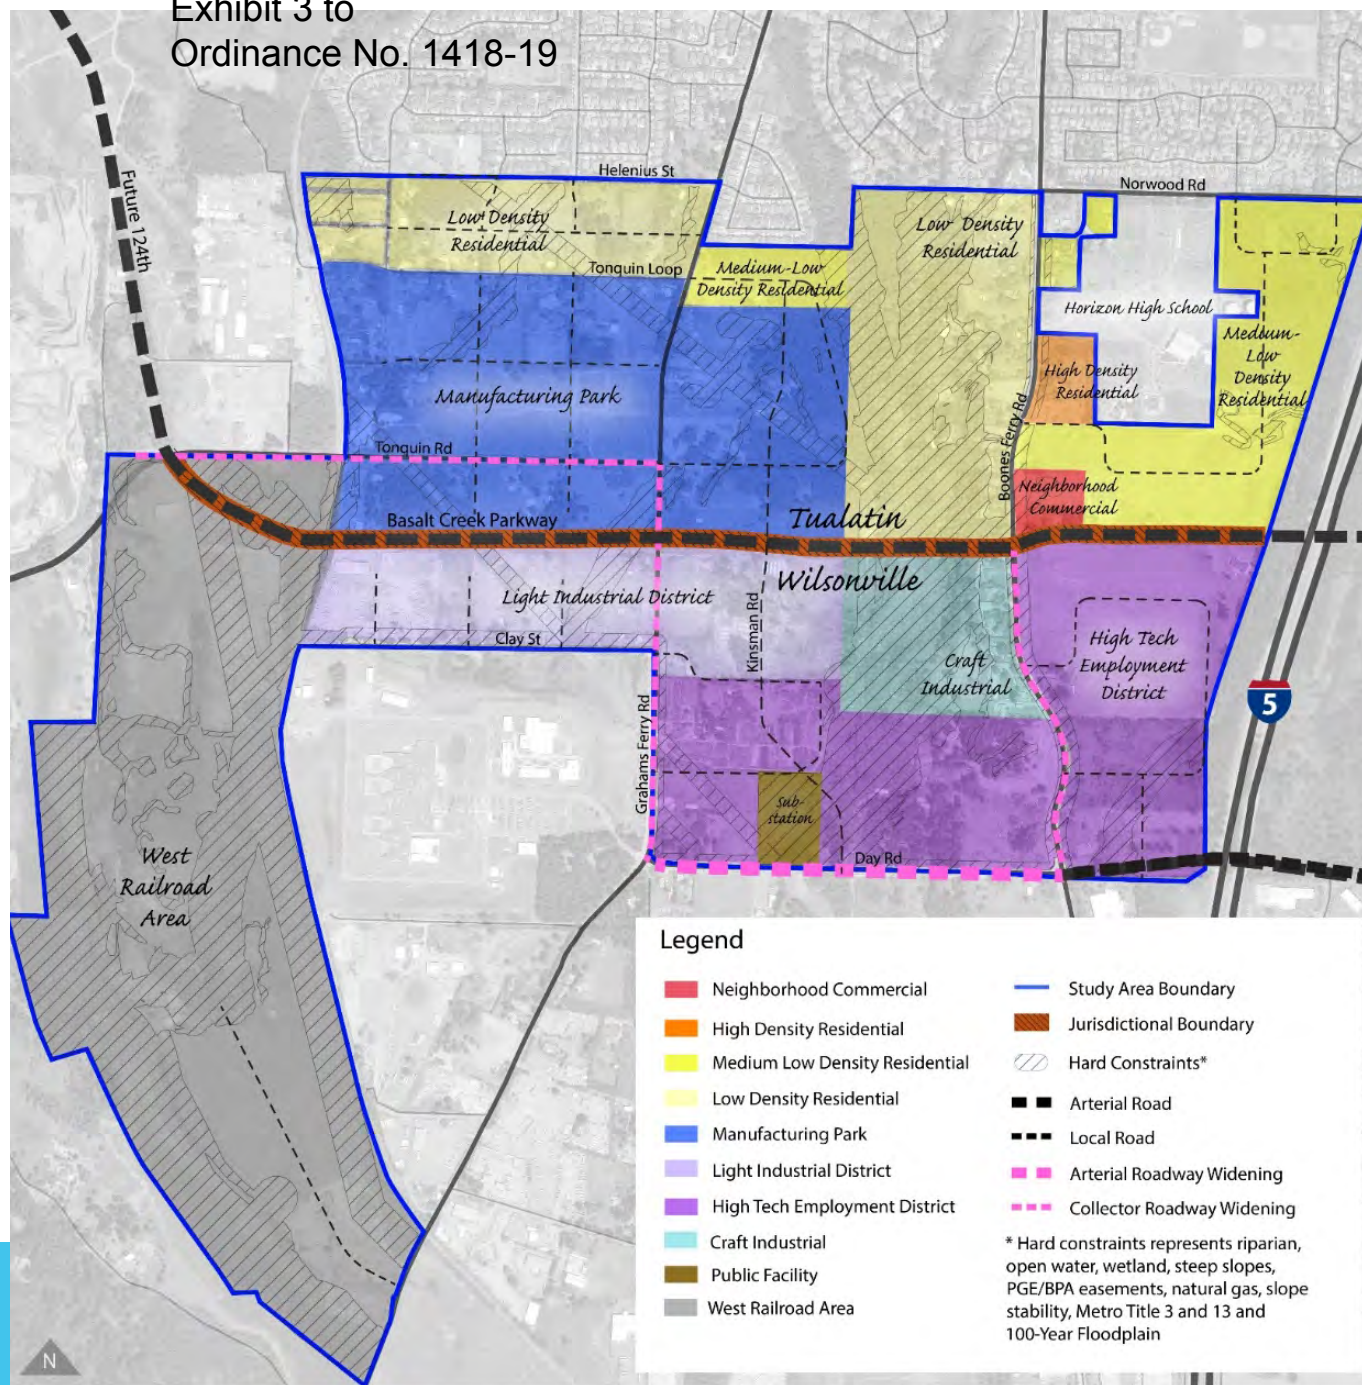 Exhibit 3 to
Ordinance No. 1418-19
Helenius St
Norwood Rd
Future 124th
Low Density
Residential
Low Density
Residential
Tonquin Loop
Medium-Low
Density Residential
Horizon High School
Medium-
Low
Density
Residential
High Density
Residential
Manufacturing Park
Boones Ferry Rd
Tonquin Rd
Neighborhood
Commercial
Basalt Creek Parkway
Tualatin
Wilsonville
Light Industrial District
Kinsman Rd
Clay St
High Tech
Employment
District
Craft
Industrial
5
Grahams Ferry Rd
Sub-
station
West
Railroad
Area
Day Rd
Legend
Neighborhood Commercial
High Density Residential
Medium Low Density Residential
Low Density Residential
Manufacturing Park
Light Industrial District
High Tech Employment District
Craft Industrial
Public Facility
West Railroad Area
Study Area Boundary
Jurisdictional Boundary
Hard Constraints*
Arterial Road
Local Road
Arterial Roadway Widening
Collector Roadway Widening
* Hard constraints represents riparian,
open water, wetland, steep slopes,
PGE/BPA easements, natural gas, slope
stability, Metro Title 3 and 13 and
100-Year Floodplain
N